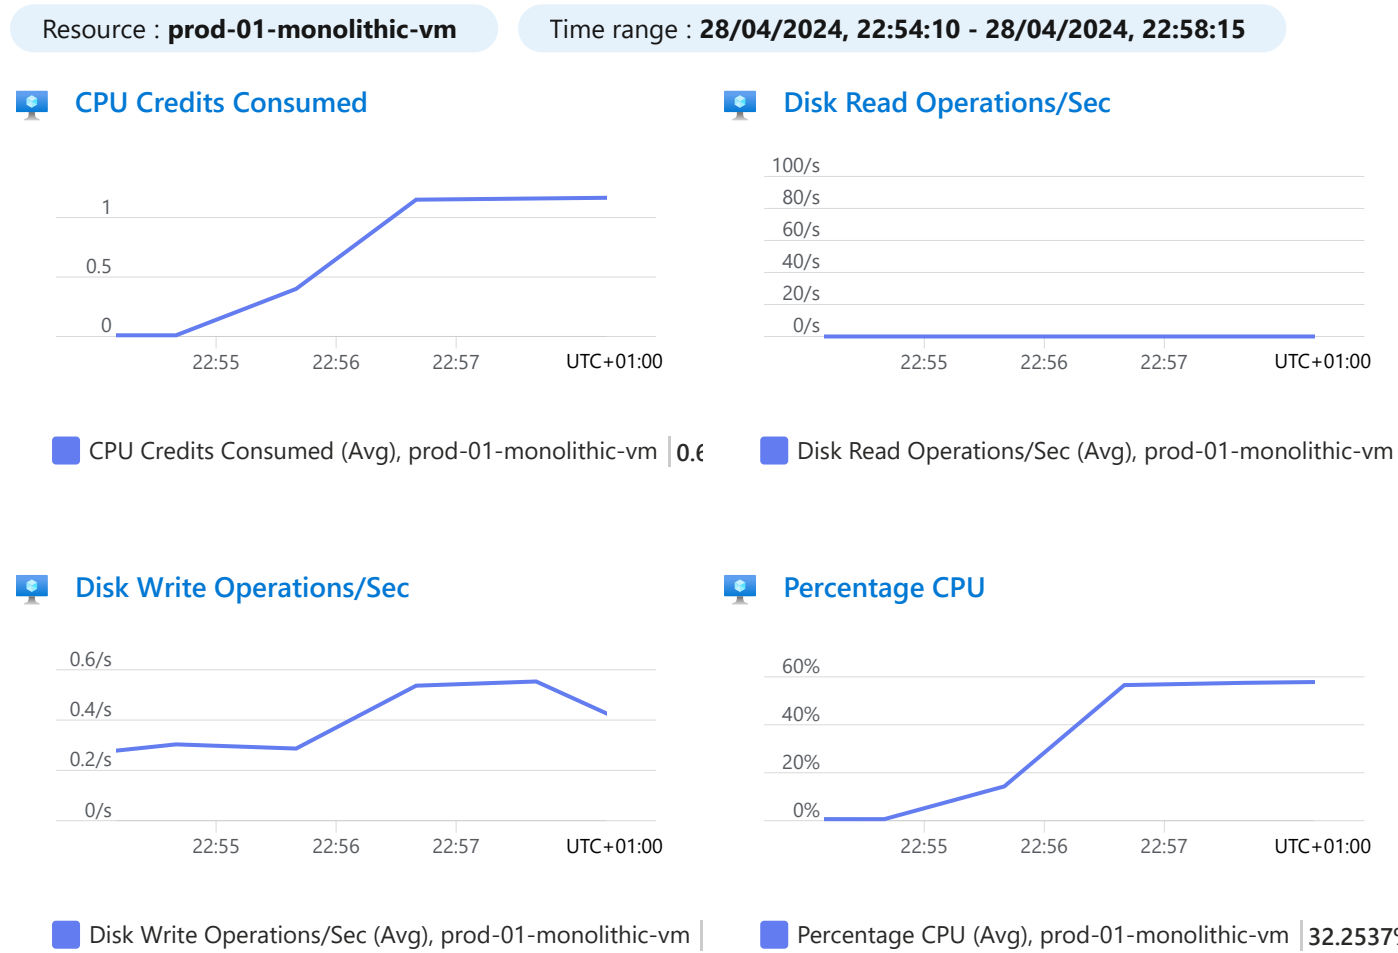 Resource : prod-01-monolithic-vm
Time range : 28/04/2024, 22:54:10 - 28/04/2024, 22:58:15
CPU Credits Consumed
1
0.5
0
22:55 22:56 22:57 UTC+01:00
CPU Credits Consumed (Avg), prod-01-monolithic-vm
Disk Read Operations/Sec
100/s
80/s
60/s
40/s
20/s
0/s
22:55 22:56 22:57 UTC+01:00
Disk Read Operations/Sec (Avg), prod-01-monolithic-vm
Disk Write Operations/Sec
0.6/s
0.4/s
0.2/s
0/s
22:55 22:56 22:57 UTC+01:00
Disk Write Operations/Sec (Avg), prod-01-monolithic-vm
Percentage CPU
60%
40%
20%
0%
22:55 22:56 22:57 UTC+01:00
Percentage CPU (Avg), prod-01-monolithic-vm 32.2537%